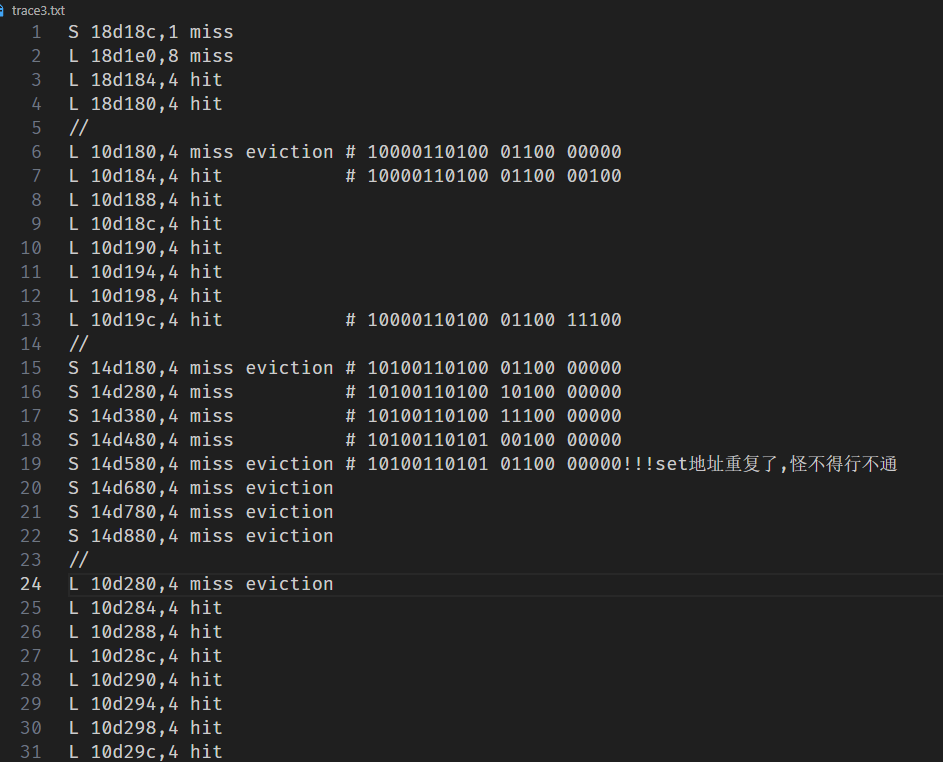 trace3.txt
1 S 18d18c,1 miss
2 L 18d1e0,8 miss
3 L 18d184,4 hit
4 L 18d180,4 hit
5 //
6 L 10d180,4 miss eviction # 10000110100 01100 00000
7 L 10d184,4 hit # 10000110100 01100 00100
8 L 10d188,4 hit
9 L 10d18c,4 hit
10 L 10d190,4 hit
11 L 10d194,4 hit
12 L 10d198,4 hit
13 L 10d19c,4 hit # 10000110100 01100 11100
14 //
15 S 14d180,4 miss eviction # 10100110100 01100 00000
16 S 14d280,4 miss # 10100110100 10100 00000
17 S 14d380,4 miss # 10100110100 11100 00000
18 S 14d480,4 miss # 10100110101 00100 00000
19 S 14d580,4 miss eviction # 10100110101 01100 00000!!!set地址重复了,怪不得行不通
20 S 14d680,4 miss eviction
21 S 14d780,4 miss eviction
22 S 14d880,4 miss eviction
23 //
24 L 10d280,4 miss eviction
25 L 10d284,4 hit
26 L 10d288,4 hit
27 L 10d28c,4 hit
28 L 10d290,4 hit
29 L 10d294,4 hit
30 L 10d298,4 hit
31 L 10d29c,4 hit